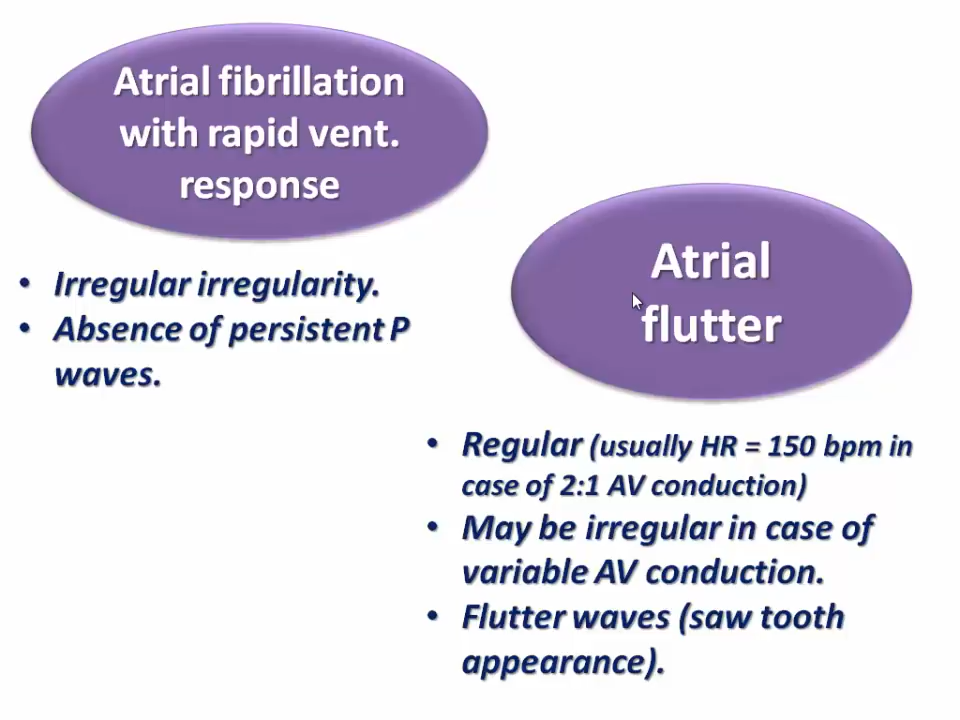 Atrial fibrillation
with rapid vent.
response
• Irregular irregularity.
• Absence of persistent P
waves.
Atrial
flutter
• Regular (usually HR = 150 bpm in
case of 2:1 AV conduction)
• May be irregular in case of
variable AV conduction.
• Flutter waves (saw tooth
appearance).